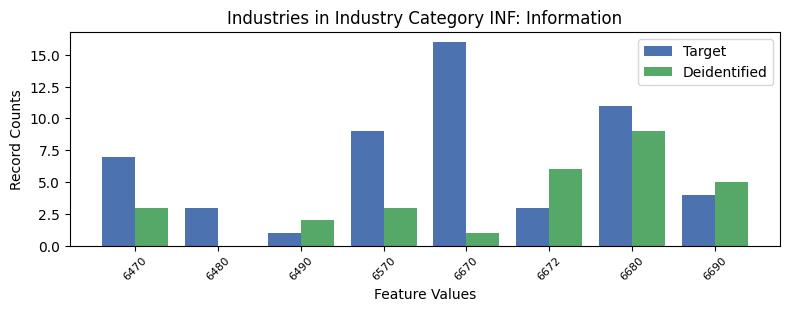 Industries in Industry Category INF: Information
Target
Deidentified
Record Counts
15.0
12.5
10.0
7.5
5.0
2.5
0.0
6470 6480 6490 6570 6670 6672 6680 6690
Feature Values